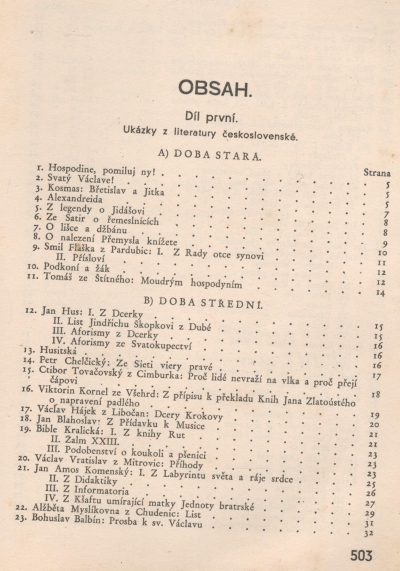 OBSAH.
Díl první.
Ukázky z literatury československé.
A) DOBA STARÁ.
Strana
1. Hospodine, pomiluj ny! . . . . . 5
2. Svatý Václave! . . . . . 5
3. Kosmas: Břetislav a Jitka . . . . . 5
4. Alexandreida . . . . . 7
5. Z legendy o Jidášovi . . . . . 8
6. Ze Satir o řemeslnících . . . . . 8
7. O lišce a džbánu . . . . . 9
8. O nalezení Přemysla knížete . . . . . 10
9. Smil Flaška z Pardubic: I. Z Rady otce synovi . . . . . 11
II. Přísloví . . . . . 12
10. Podkoní a žák . . . . . 12
11. Tomáš ze Štítného: Moudrým hospodyním . . . . . 14
B) DOBA STŘEDNÍ.
12. Jan Hus: I. Z Dcerky . . . . . 15
II. List Jindřichu Škopkovi z Dubé . . . . . 15
III. Aforismy z Dcerky . . . . . 16
IV. Aforismy ze Svatokupectví . . . . . 16
13. Husitská . . . . . 16
14. Petr Chelčický: Ze Sieti viery pravé . . . . . 17
15. Ctibor Tovačovský z Cimburka: Proč lidé nevraží na vlka a proč přejí
čápovi . . . . . 18
16. Viktorin Kornel ze Všehrd: Z přípisu k překladu Knih Jana Zlatoústého
o napravení padlého . . . . . 19
17. Václav Hájek z Libočan: Dcery Krokovy . . . . . 20
18. Jan Blahoslav: Z Přídavku k Musice . . . . . 21
19. Bible Kralická: I. Z knihy Rut . . . . . 21
II. Žalm XXIII. . . . . . 23
III. Podobenství o koukoli a pšenici . . . . . 23
20. Václav Vratislav z Mitrovic: Příhody . . . . . 23
21. Jan Amos Komenský: I. Z Labyrintu světa a ráje srdce . . . . . 25
II. Z Didaktiky . . . . . 26
III. Z Informatoria . . . . . 27
IV. Z Kšaftu umírající matky Jednoty bratrské . . . . . 29
22. Alžběta Myslíkovna z Chudenic: List . . . . . 31
23. Bohuslav Balbín: Prosba k sv. Václavu . . . . . 32
503